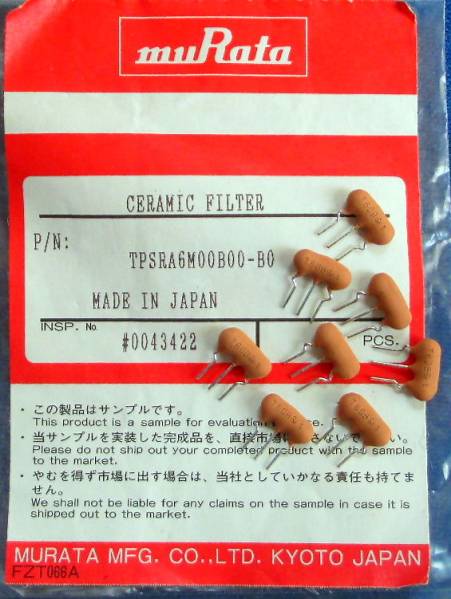 muRata
CERAMIC FILTER
P/N:
TPSRA6M00B00-B0
MADE IN JAPAN
INSP. No.
#0043422
PCS.
・この製品はサンプルです。
This product is a sample for evaluation
・当サンプルを実装した完成品を、直接市場に
Please do not ship out your completed product with the sample
to the market.
・やむを得ず市場に出す場合は、当社としていかなる責任も持てま
せん。
We shall not be liable for any claims on the sample in case it is
shipped out to the market.
MURATA MFG. CO.,LTD. KYOTO JAPAN
FZT066A